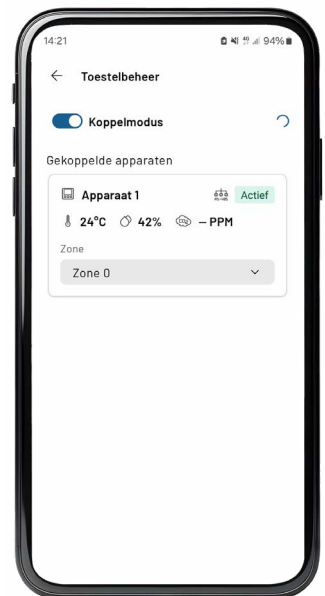 14:21
94%
Toestelbeheer
Koppelmodus
Gekoppelde apparaten
Apparaat 1
Actief
24°C 42% – PPM
Zone
Zone 0